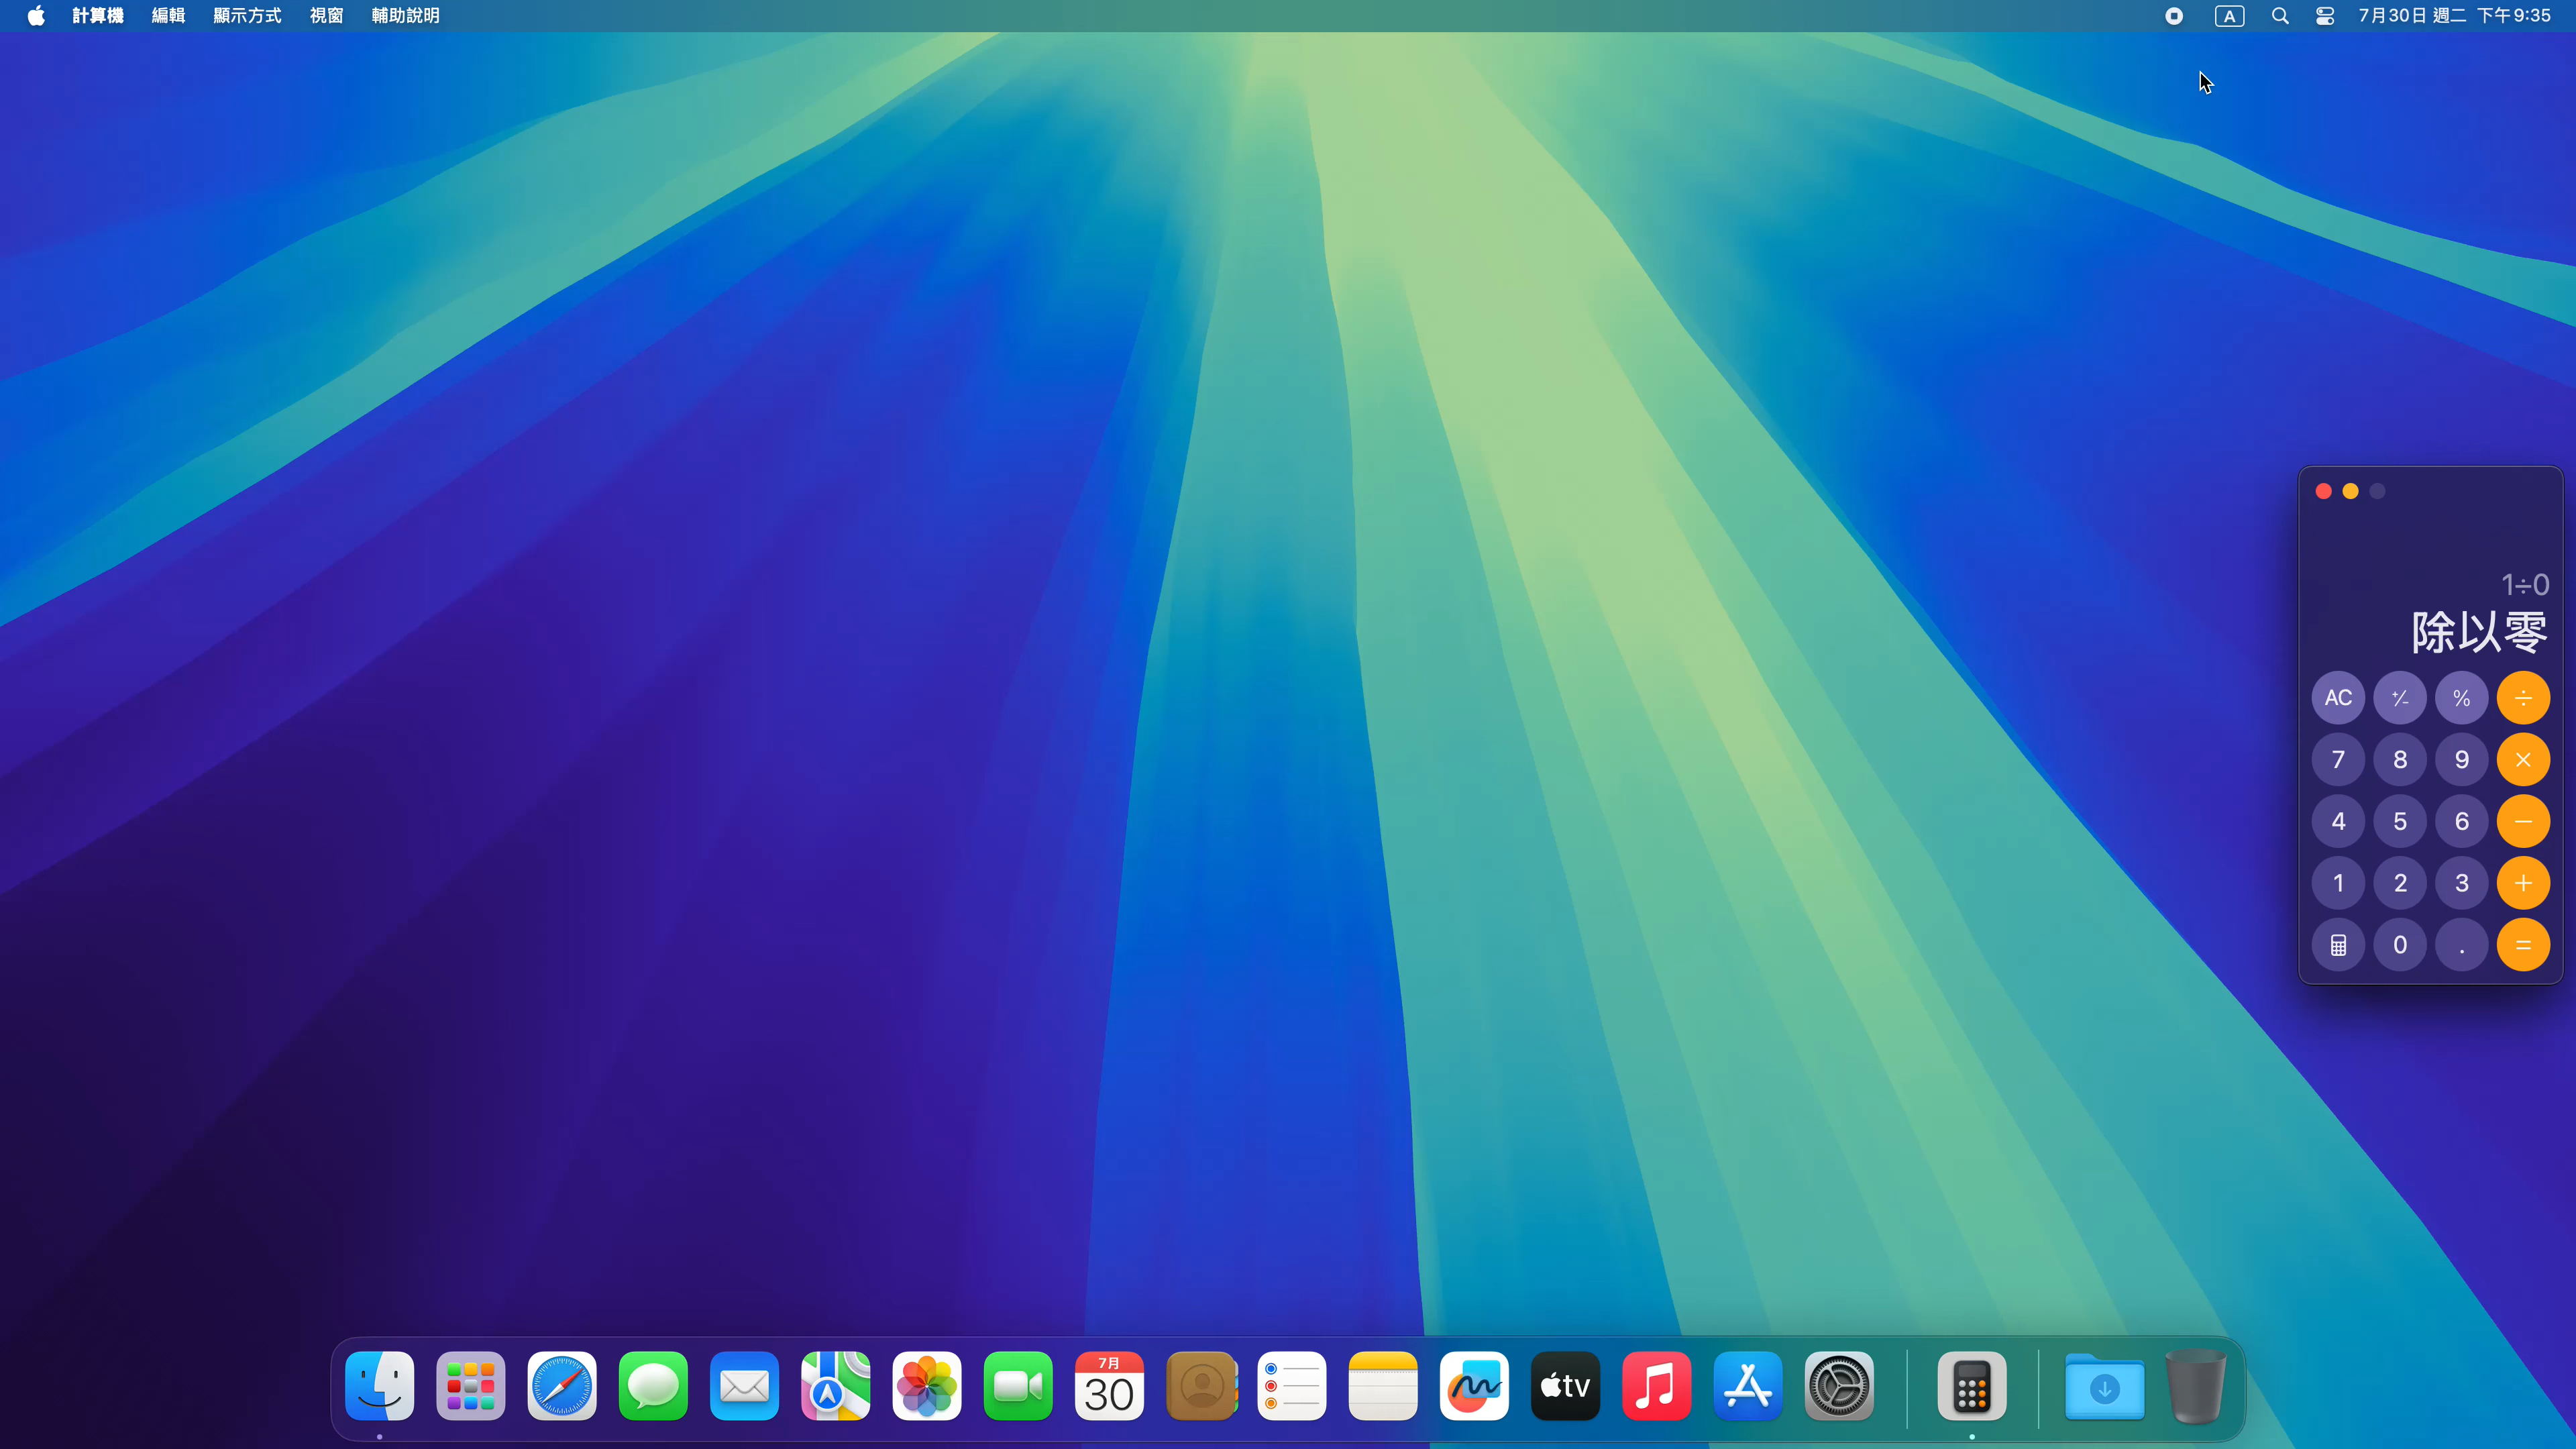 計算機 編輯 顯示方式 視窗 輔助說明 A 7月30日 週二 下午9:35
1÷0
除以零
AC +/- % ÷
7 8 9 ×
4 5 6 −
1 2 3 +
0 . =
7月
30
tv